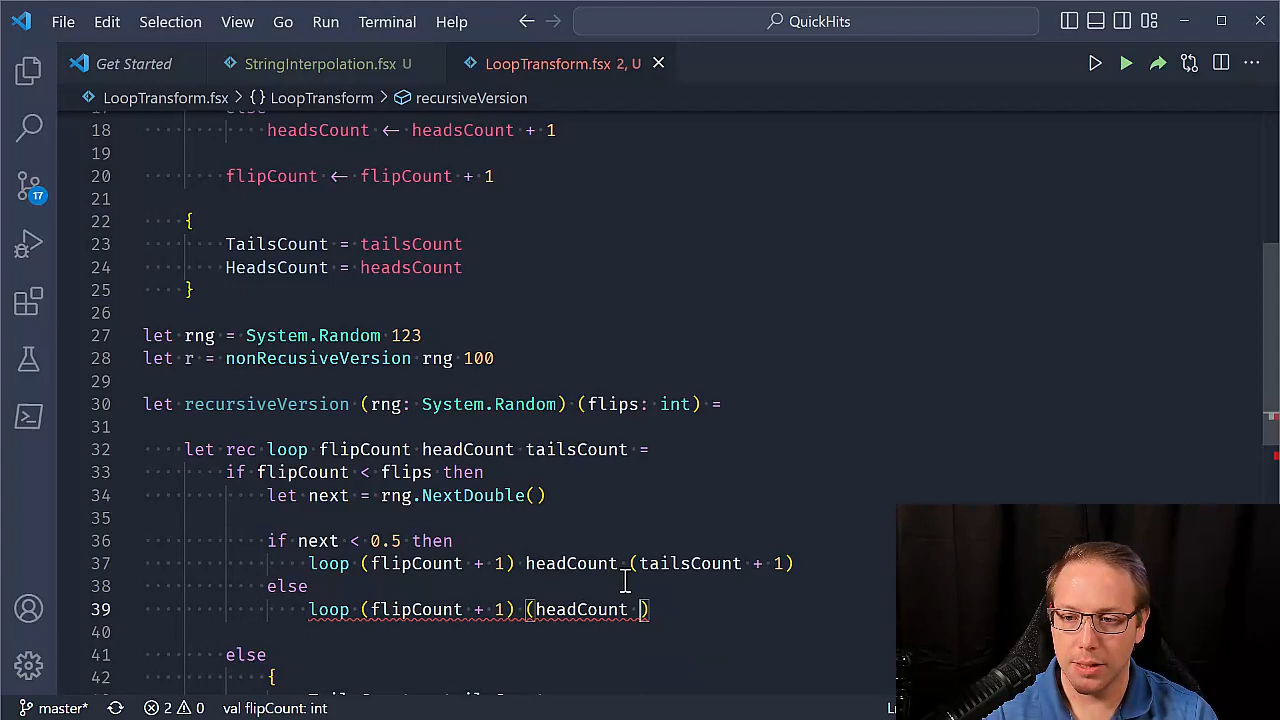 File Edit Selection View Go Run Terminal Help QuickHits
Get Started StringInterpolation.fsx U LoopTransform.fsx 2, U
LoopTransform.fsx > {} LoopTransform > recursiveVersion
18 headsCount <- headsCount + 1
19
20 flipCount <- flipCount + 1
21
22 {
23 TailsCount = tailsCount
24 HeadsCount = headsCount
25 }
26
27 let rng = System.Random 123
28 let r = nonRecusiveVersion rng 100
29
30 let recursiveVersion (rng: System.Random) (flips: int) =
31
32 let rec loop flipCount headCount tailsCount =
33 if flipCount < flips then
34 let next = rng.NextDouble()
35
36 if next < 0.5 then
37 loop (flipCount + 1) headCount (tailsCount + 1)
38 else
39 loop (flipCount + 1) (headCount )
40
41 else
42 {
17
master* 2 0 val flipCount: int